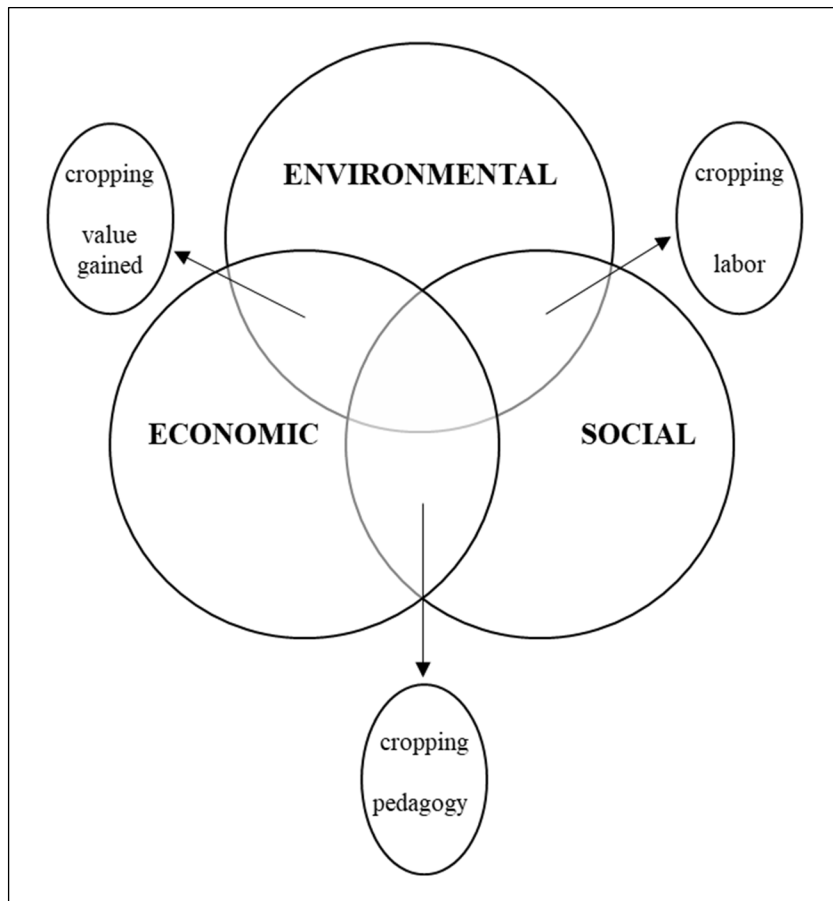 ENVIRONMENTAL
cropping
value
gained
cropping
labor
ECONOMIC
SOCIAL
cropping
pedagogy